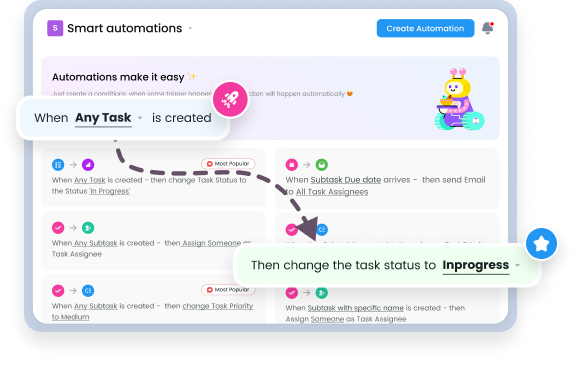 S Smart automations
Create Automation
Automations make it easy ✨
Just create a conditions when some trigger happen
tion will happen automatically 😍
When Any Task is created
Most Popular
When Any Task is created - then change Task Status to
the Status 'In Progress'
When Subtask Due date arrives - then send Email
to All Task Assignees
When Any Subtask is created - then Assign Someone as
Task Assignee
Then change the task status to Inprogress
Most Popular
When Any Subtask is created - then change Task Priority
to Medium
When Subtask with specific name is created - then
Assign Someone as Task Assignee